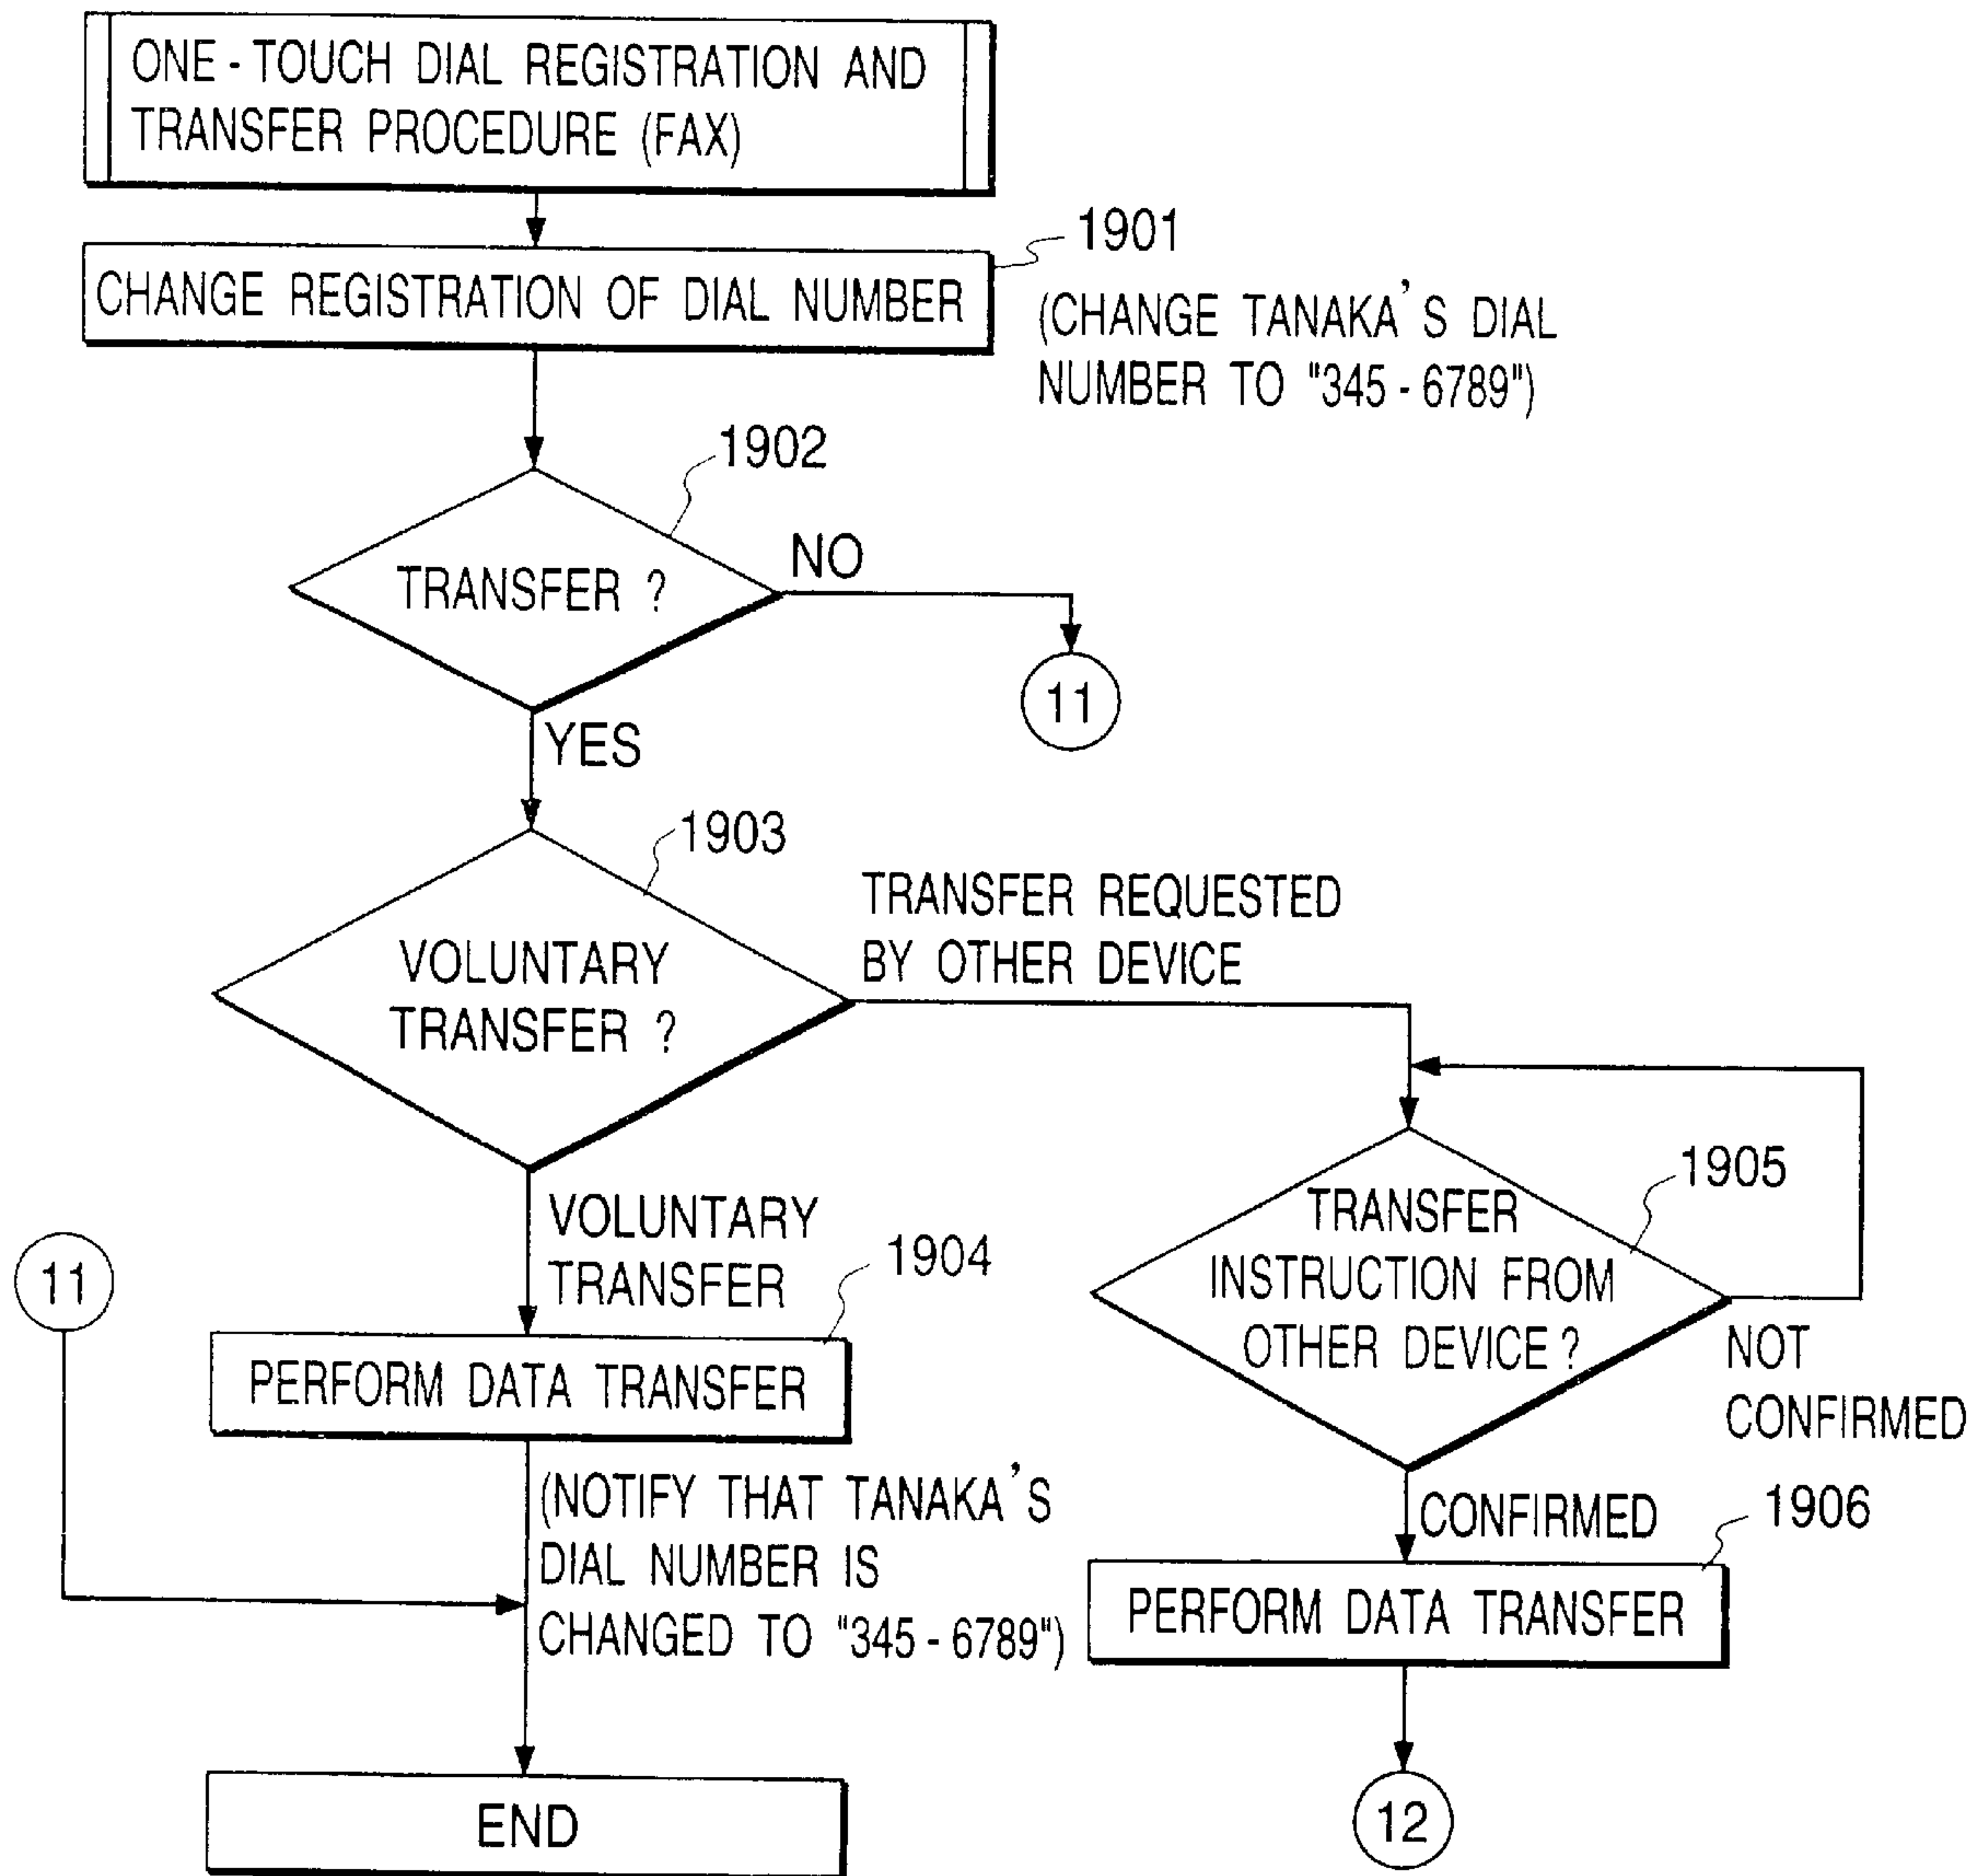 ONE-TOUCH DIAL REGISTRATION AND
TRANSFER PROCEDURE (FAX)
1901
CHANGE REGISTRATION OF DIAL NUMBER
(CHANGE TANAKA'S DIAL
NUMBER TO "345-6789")
1902
TRANSFER ?
NO
11
YES
1903
VOLUNTARY
TRANSFER ?
TRANSFER REQUESTED
BY OTHER DEVICE
VOLUNTARY
TRANSFER
1905
TRANSFER
INSTRUCTION FROM
OTHER DEVICE ?
NOT
CONFIRMED
11
1904
PERFORM DATA TRANSFER
(NOTIFY THAT TANAKA'S
DIAL NUMBER IS
CHANGED TO "345-6789")
CONFIRMED
1906
PERFORM DATA TRANSFER
END
12